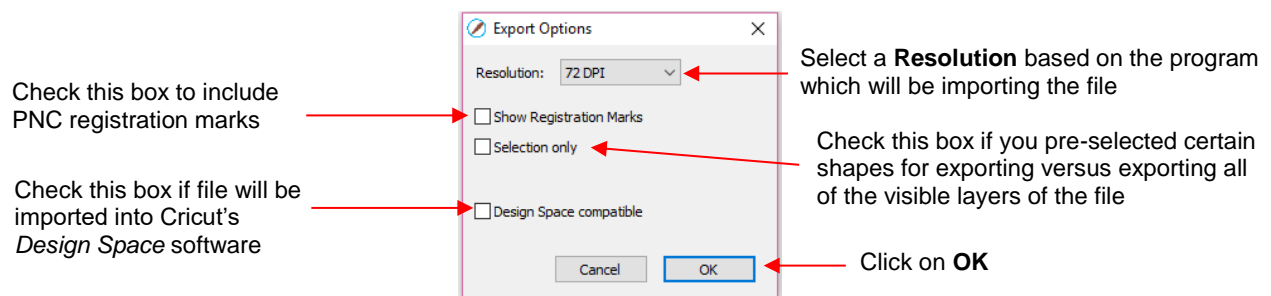 Export Options
Resolution: 72 DPI
Show Registration Marks
Selection only
Design Space compatible
Cancel OK
Check this box to include
PNC registration marks
Check this box if file will be
imported into Cricut's
Design Space software
Select a Resolution based on the program
which will be importing the file
Check this box if you pre-selected certain
shapes for exporting versus exporting all
of the visible layers of the file
Click on OK